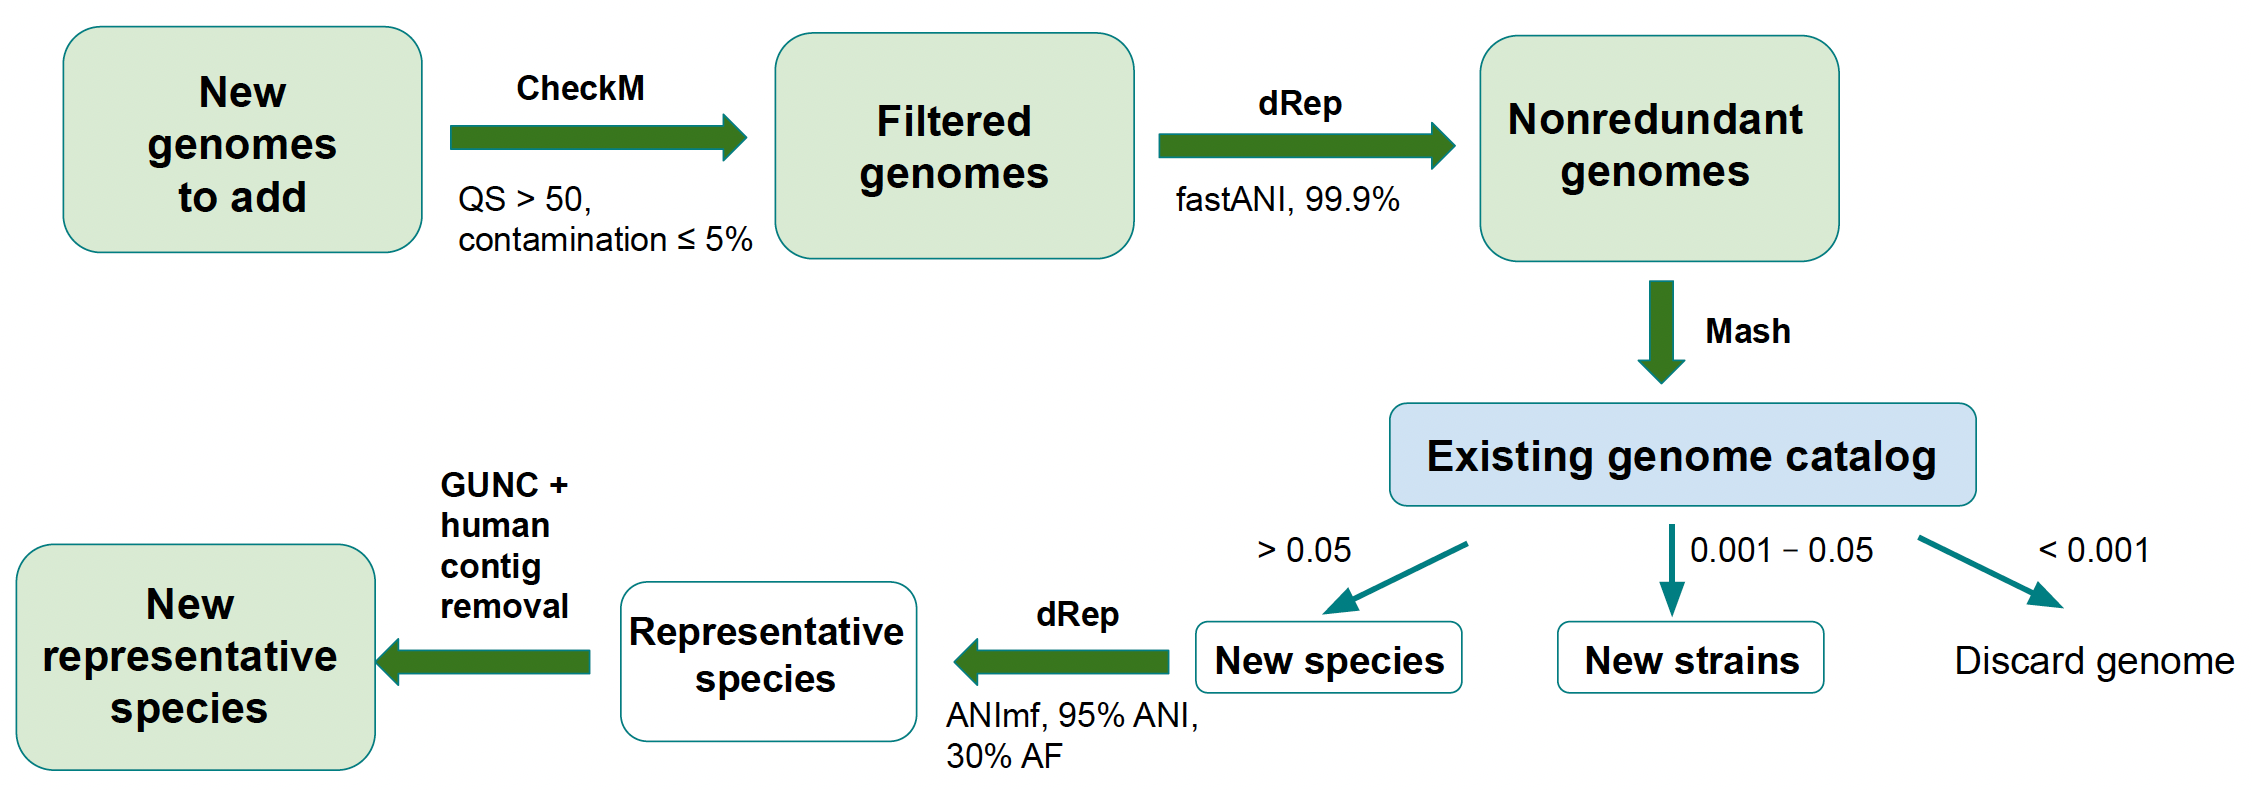 New
genomes
to add
CheckM
QS > 50,
contamination ≤ 5%
Filtered
genomes
dRep
fastANI, 99.9%
Nonredundant
genomes
Mash
Existing genome catalog
> 0.05
0.001 – 0.05
< 0.001
New species
New strains
Discard genome
dRep
ANImf, 95% ANI,
30% AF
Representative
species
GUNC +
human
contig
removal
New
representative
species